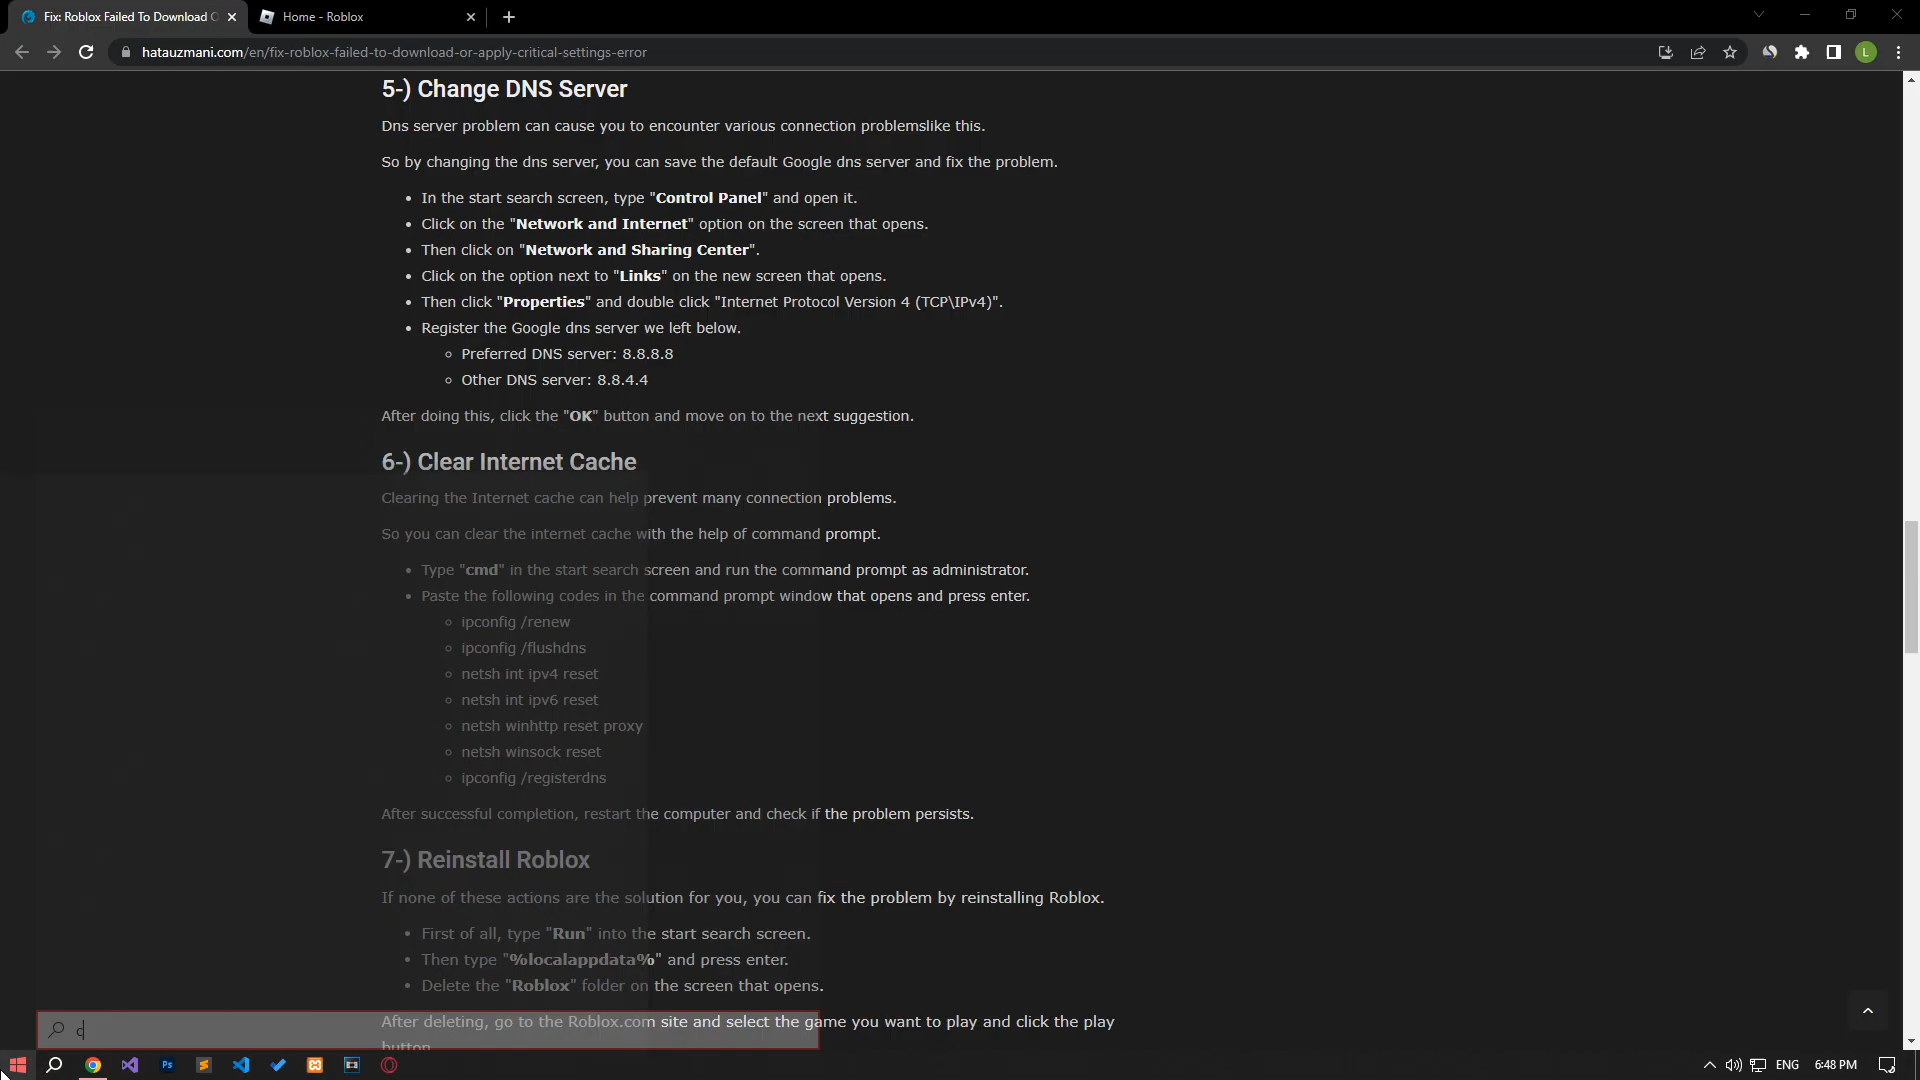 Fix: Roblox Failed To Download O
Home - Roblox
hatauzmani.com/en/fix-roblox-failed-to-download-or-apply-critical-settings-error
L
5-) Change DNS Server
Dns server problem can cause you to encounter various connection problemslike this.
So by changing the dns server, you can save the default Google dns server and fix the problem.
In the start search screen, type "Control Panel" and open it.
Click on the "Network and Internet" option on the screen that opens.
Then click on "Network and Sharing Center".
Click on the option next to "Links" on the new screen that opens.
Then click "Properties" and double click "Internet Protocol Version 4 (TCP\IPv4)".
Register the Google dns server we left below.
Preferred DNS server: 8.8.8.8
Other DNS server: 8.8.4.4
After doing this, click the "OK" button and move on to the next suggestion.
6-) Clear Internet Cache
Clearing the Internet cache can help prevent many connection problems.
So you can clear the internet cache with the help of command prompt.
Type "cmd" in the start search screen and run the command prompt as administrator.
Paste the following codes in the command prompt window that opens and press enter.
ipconfig /renew
ipconfig /flushdns
netsh int ipv4 reset
netsh int ipv6 reset
netsh winhttp reset proxy
netsh winsock reset
ipconfig /registerdns
After successful completion, restart the computer and check if the problem persists.
7-) Reinstall Roblox
If none of these actions are the solution for you, you can fix the problem by reinstalling Roblox.
First of all, type "Run" into the start search screen.
Then type "%localappdata%" and press enter.
Delete the "Roblox" folder on the screen that opens.
After deleting, go to the Roblox.com site and select the game you want to play and click the play
button
c
Ps
ENG
6:48 PM